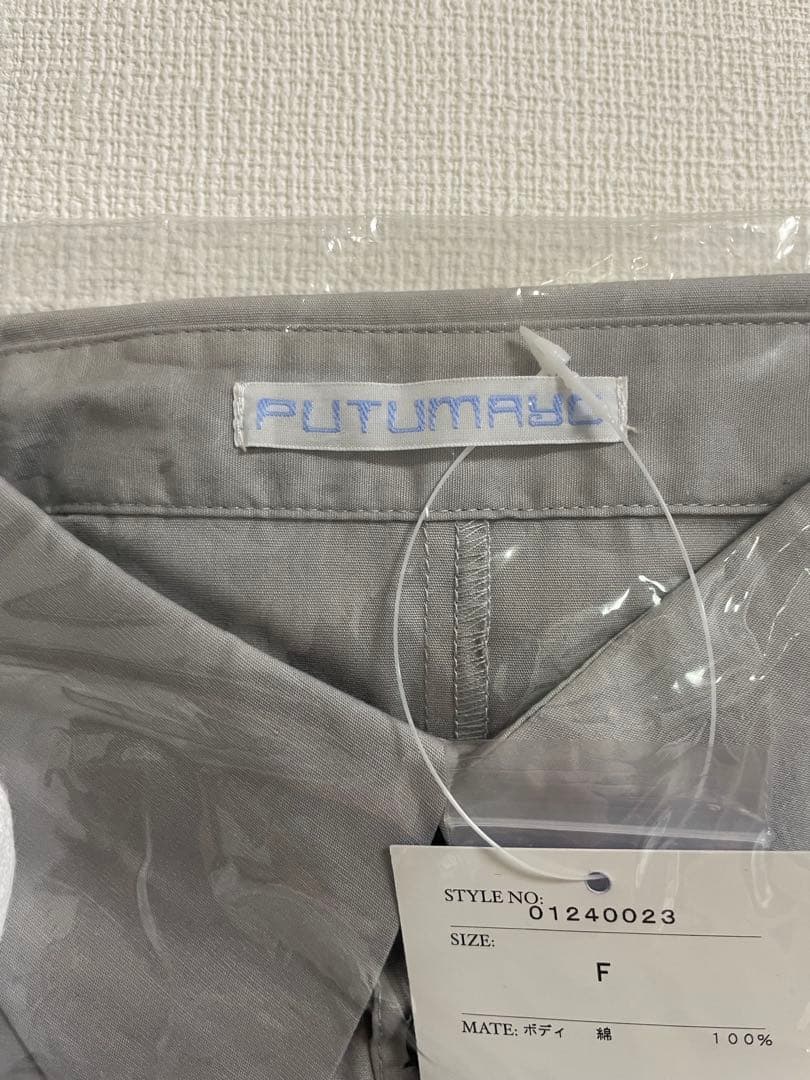 PUTUMAYO
STYLE NO: 01240023
SIZE:
F
MATE: ボディ 綿 100%